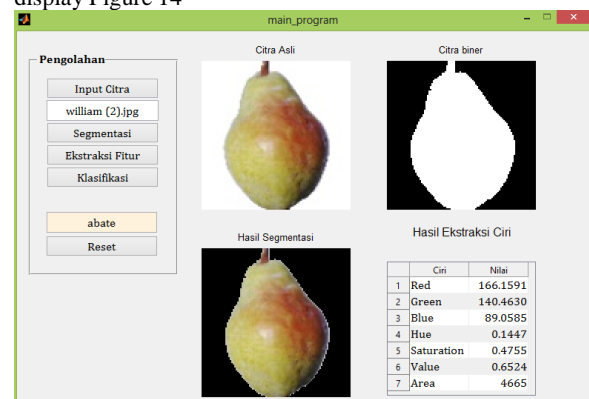 display Figure 14
main_program
Pengolahan
Input Citra
william (2).jpg
Segmentasi
Ekstraksi Fitur
Klasifikasi
abate
Reset
Citra Asli
Citra biner
Hasil Segmentasi
Hasil Ekstraksi Ciri
Ciri Nilai
1 Red 166.1591
2 Green 140.4630
3 Blue 89.0585
4 Hue 0.1447
5 Saturation 0.4755
6 Value 0.6524
7 Area 4665